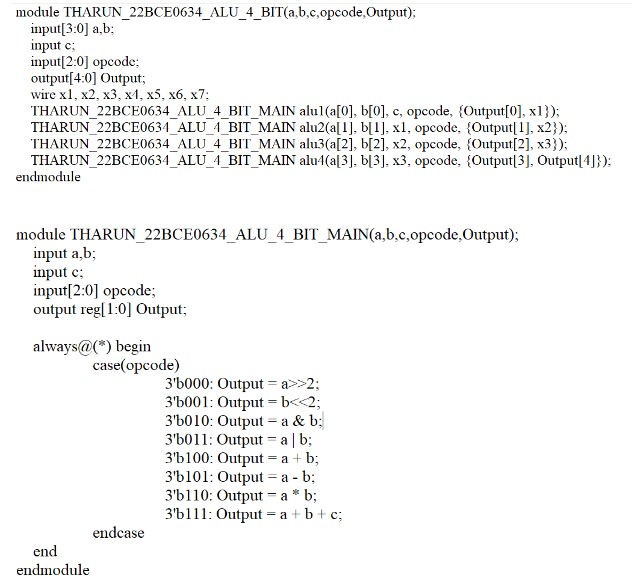 module THARUN_22BCE0634_ALU_4_BIT(a,b,c,opcode,Output);
input[3:0] a,b;
input c;
input[2:0] opcode;
output[4:0] Output;
wire x1, x2, x3, x4, x5, x6, x7;
THARUN_22BCE0634_ALU_4_BIT_MAIN alu1(a[0], b[0], c, opcode, {Output[0], x1});
THARUN_22BCE0634_ALU_4_BIT_MAIN alu2(a[1], b[1], x1, opcode, {Output[1], x2});
THARUN_22BCE0634_ALU_4_BIT_MAIN alu3(a[2], b[2], x2, opcode, {Output[2], x3});
THARUN_22BCE0634_ALU_4_BIT_MAIN alu4(a[3], b[3], x3, opcode, {Output[3], Output[4]});
endmodule
module THARUN_22BCE0634_ALU_4_BIT_MAIN(a,b,c,opcode,Output);
input a,b;
input c;
input[2:0] opcode;
output reg[1:0] Output;
always@(*) begin
case(opcode)
3'b000: Output = a>>2;
3'b001: Output = b<<2;
3'b010: Output = a & b;
3'b011: Output = a | b;
3'b100: Output = a + b;
3'b101: Output = a - b;
3'b110: Output = a * b;
3'b111: Output = a + b + c;
endcase
end
endmodule